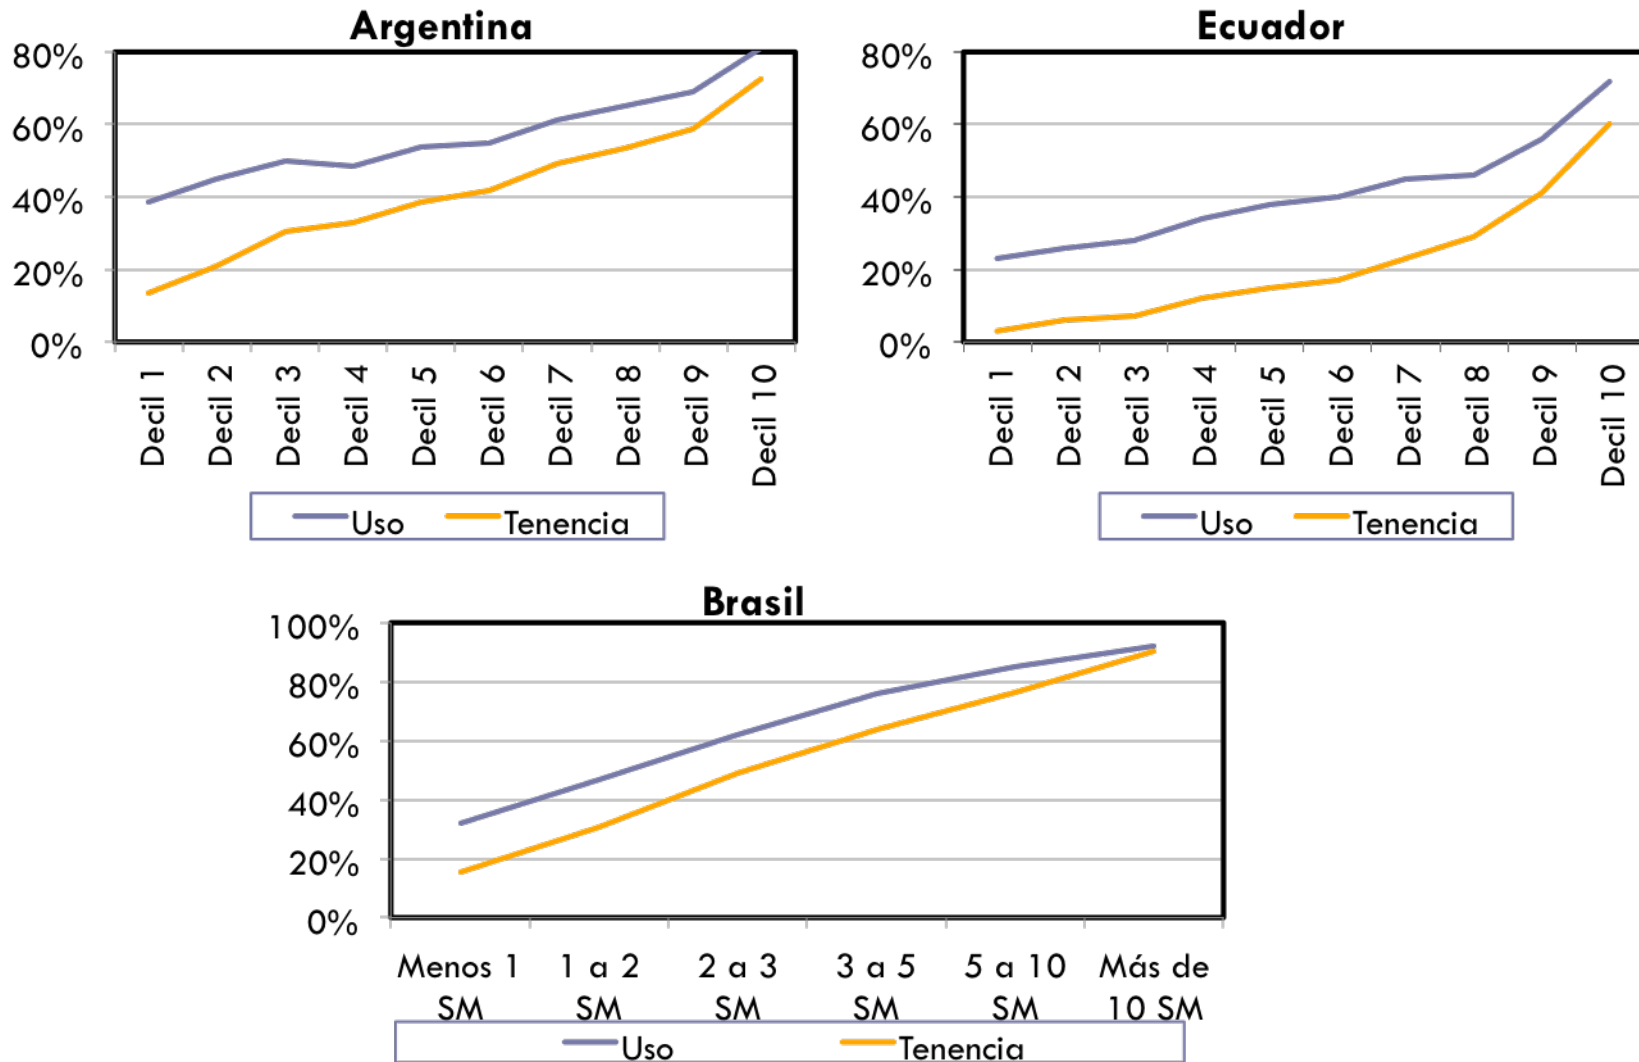 Argentina
80%
60%
40%
20%
0%
Decil 1
Decil 2
Decil 3
Decil 4
Decil 5
Decil 6
Decil 7
Decil 8
Decil 9
Decil 10
Uso Tenencia
Ecuador
80%
60%
40%
20%
0%
Decil 1
Decil 2
Decil 3
Decil 4
Decil 5
Decil 6
Decil 7
Decil 8
Decil 9
Decil 10
Uso Tenencia
Brasil
100%
80%
60%
40%
20%
0%
Menos 1 SM
1 a 2 SM
2 a 3 SM
3 a 5 SM
5 a 10 SM
Más de 10 SM
Uso Tenencia